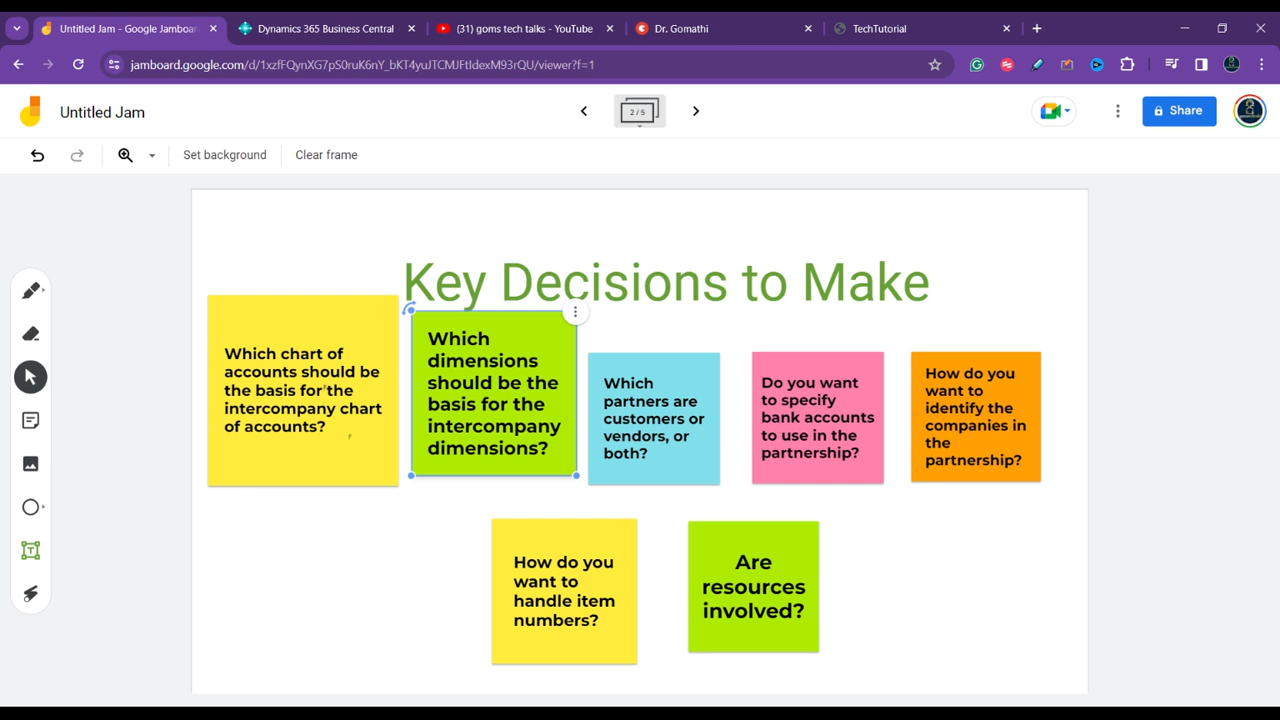 Untitled Jam - Google Jamboar
Dynamics 365 Business Central
(31) goms tech talks - YouTube
Dr. Gomathi
TechTutorial
jamboard.google.com/d/1xzfFQynXG7pS0ruK6nY_bKT4yuJTCMJFtIdexM93rQU/viewer?f=1
Untitled Jam
2 / 5
Share
Set background
Clear frame
Key Decisions to Make
Which chart of
accounts should be
the basis for the
intercompany chart
of accounts?
Which
dimensions
should be the
basis for the
intercompany
dimensions?
Which
partners are
customers or
vendors, or
both?
Do you want
to specify
bank accounts
to use in the
partnership?
How do you
want to
identify the
companies in
the
partnership?
How do you
want to
handle item
numbers?
Are
resources
involved?